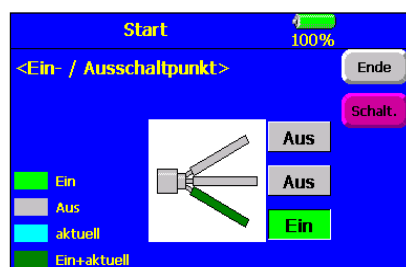 Start
100%
<Ein- / Ausschaltpunkt>
Ende
Schalt.
Aus
Aus
Ein
Ein
Aus
aktuell
Ein+aktuell